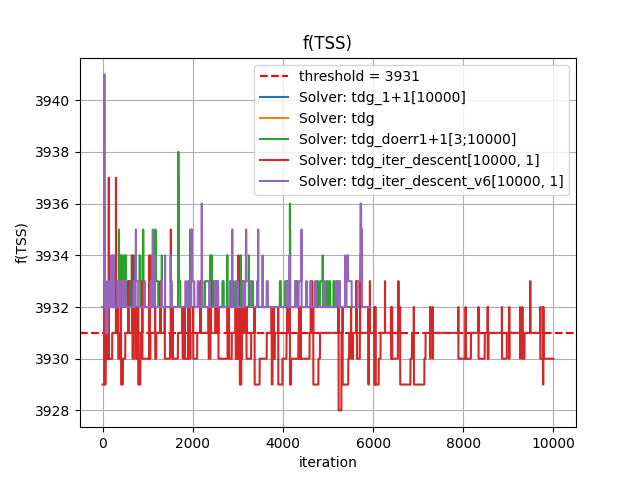 f(TSS)
threshold = 3931
Solver: tdg_1+1[10000]
Solver: tdg
Solver: tdg_doerr1+1[3;10000]
Solver: tdg_iter_descent[10000, 1]
Solver: tdg_iter_descent_v6[10000, 1]
f(TSS)
3940
3938
3936
3934
3932
3930
3928
0 2000 4000 6000 8000 10000
iteration